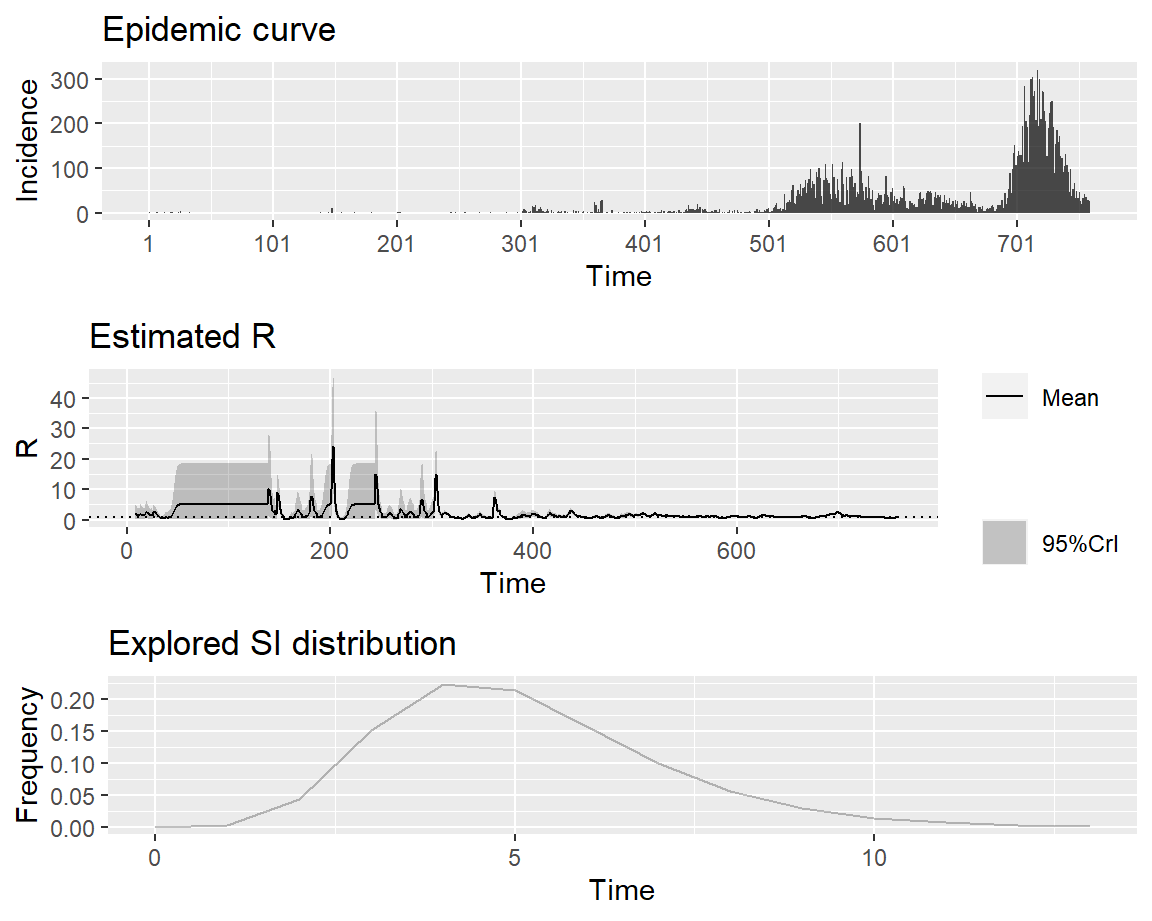 Epidemic curve
Incidence
300
200
100
0
1 101 201 301 401 501 601 701
Time
Estimated R
R
40
30
20
10
0
0 200 400 600
Time
Mean
95%CrI
Explored SI distribution
Frequency
0.20
0.15
0.10
0.05
0.00
0 5 10
Time